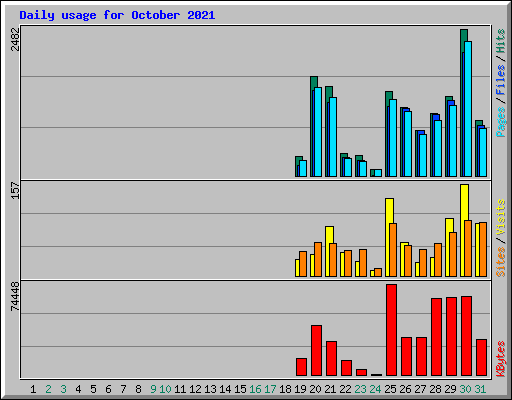 Daily usage for October 2021
2482
Pages / Files / Hits
157
Sites / Visits
74448
KBytes
1 2 3 4 5 6 7 8 9 10 11 12 13 14 15 16 17 18 19 20 21 22 23 24 25 26 27 28 29 30 31